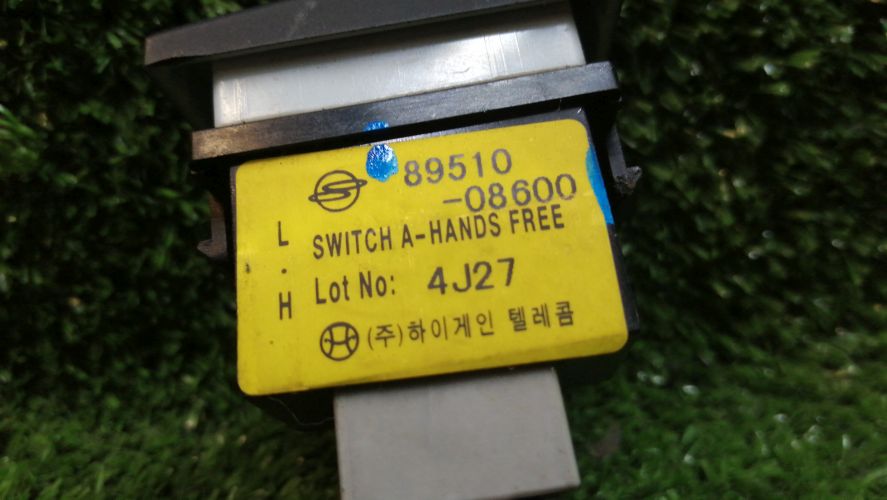 89510
-08600
SWITCH A-HANDS FREE
L.H
Lot No: 4J27
(주)하이게인 텔레콤